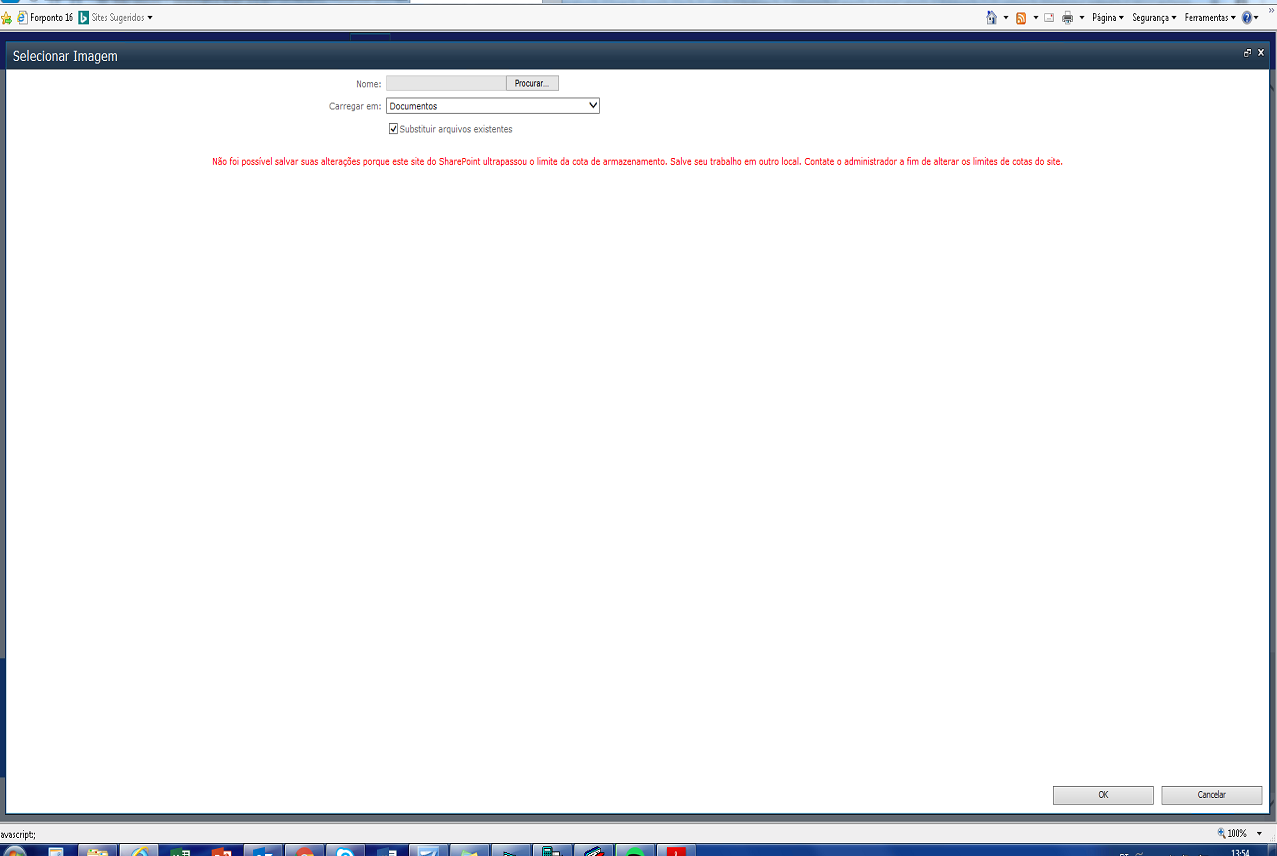 Forponto 16 Sites Sugeridos
Página Segurança Ferramentas
Selecionar Imagem
Nome: Procurar...
Carregar em: Documentos
Substituir arquivos existentes
Não foi possível salvar suas alterações porque este site do SharePoint ultrapassou o limite da cota de armazenamento. Salve seu trabalho em outro local. Contate o administrador a fim de alterar os limites de cotas do site.
OK Cancelar
avascript:; 100%
13:54